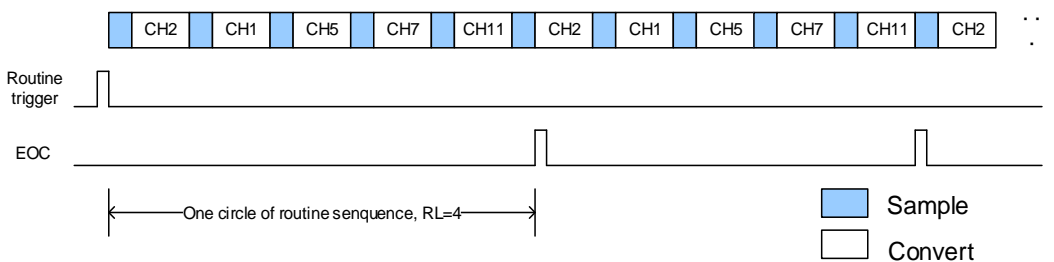 CH2 CH1 CH5 CH7 CH11 CH2 CH1 CH5 CH7 CH11 CH2 . . .
Routine
trigger
EOC
One circle of routine senquence, RL=4
Sample
Convert